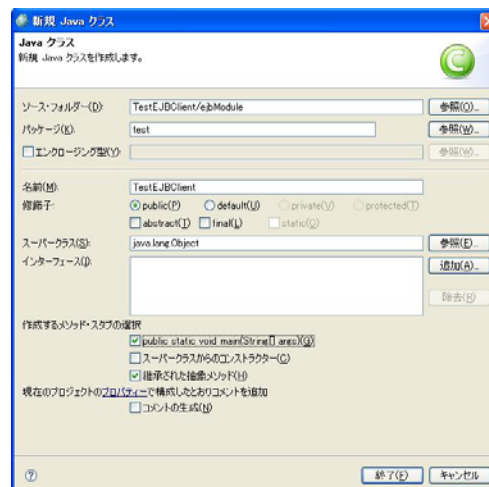 新規 Java クラス
Java クラス
新規 Java クラスを作成します。
ソース・フォルダー(D): TestEJBClient/ejbModule 参照(O)...
パッケージ(K): test 参照(W)...
エンクロージング型(Y): 参照(W)...
名前(M): TestEJBClient
修飾子: public(P) default(U) private(V) protected(T)
abstract(T) final(L) static(C)
スーパークラス(S): java.lang.Object 参照(E)...
インターフェース(I): 追加(A)...
除去(R)
作成するメソッド・スタブの選択
public static void main(String[] args)(G)
スーパークラスからのコンストラクター(C)
継承された抽象メソッド(H)
現在のプロジェクトのプロパティーで構成したとおりコメントを追加
コメントの生成(N)
? 終了(F) キャンセル